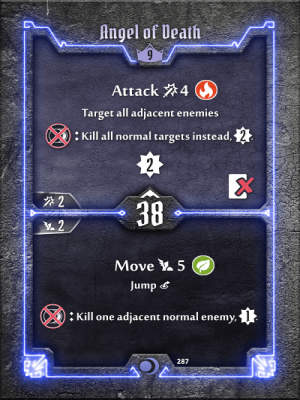 Angel of Death
9
Attack 4
Target all adjacent enemies
: Kill all normal targets instead, 2.
2
2
38
2
Move 5
Jump
: Kill one adjacent normal enemy, 1.
287